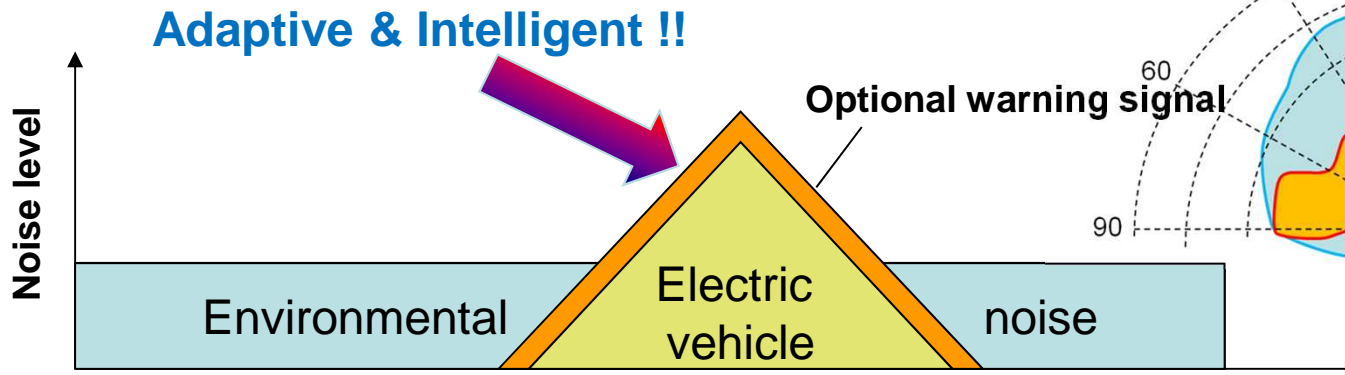 Adaptive & Intelligent !!
60
Optional warning signal
Noise level
90
Electric
vehicle
Environmental
noise